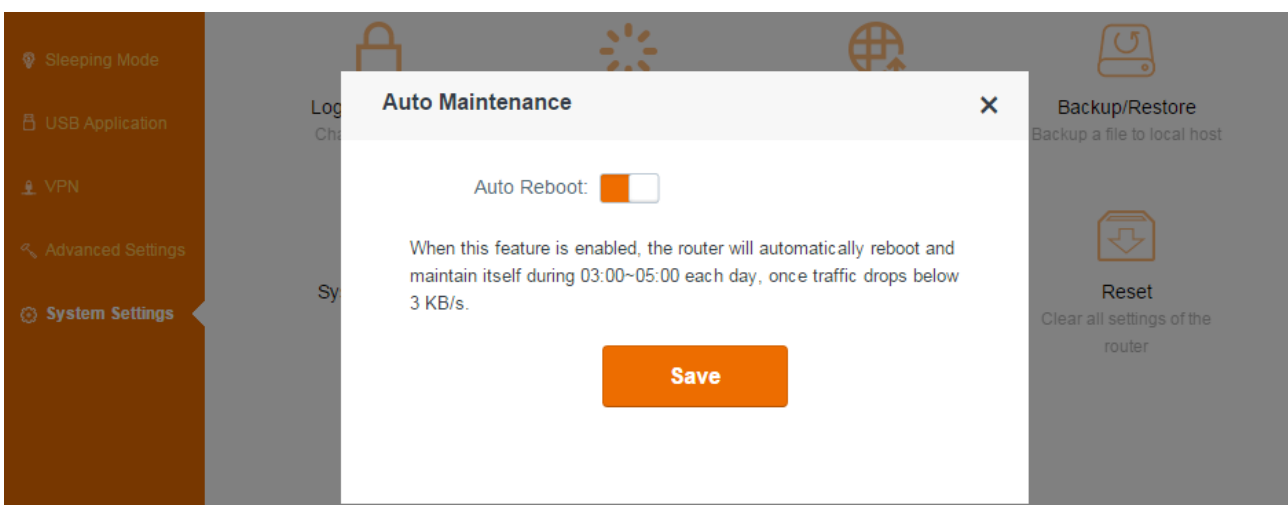 Sleeping Mode
USB Application
VPN
Advanced Settings
System Settings
Log
Cha
Backup/Restore
Backup a file to local host
Sy
Reset
Clear all settings of the
router
Auto Maintenance
Auto Reboot:
When this feature is enabled, the router will automatically reboot and
maintain itself during 03:00~05:00 each day, once traffic drops below
3 KB/s.
Save